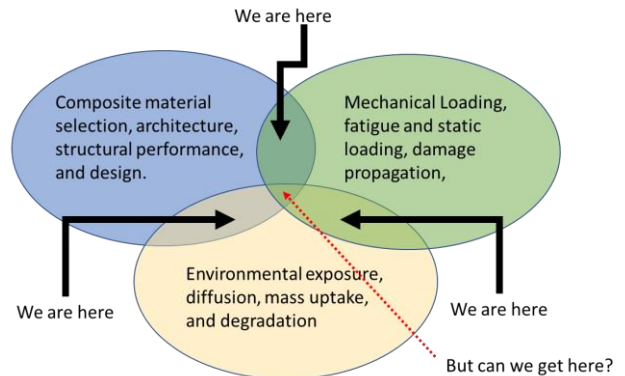 We are here
Composite material
selection, architecture,
structural performance,
and design.
Mechanical Loading,
fatigue and static
loading, damage
propagation,
Environmental exposure,
diffusion, mass uptake,
and degradation
We are here
We are here
But can we get here?